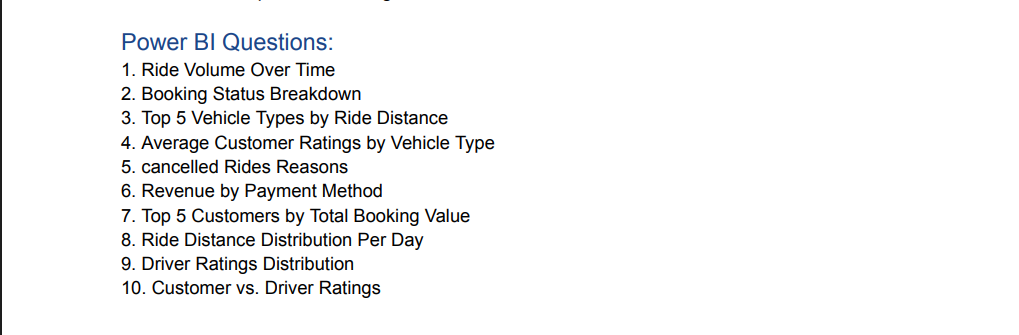 Power BI Questions:
1. Ride Volume Over Time
2. Booking Status Breakdown
3. Top 5 Vehicle Types by Ride Distance
4. Average Customer Ratings by Vehicle Type
5. cancelled Rides Reasons
6. Revenue by Payment Method
7. Top 5 Customers by Total Booking Value
8. Ride Distance Distribution Per Day
9. Driver Ratings Distribution
10. Customer vs. Driver Ratings